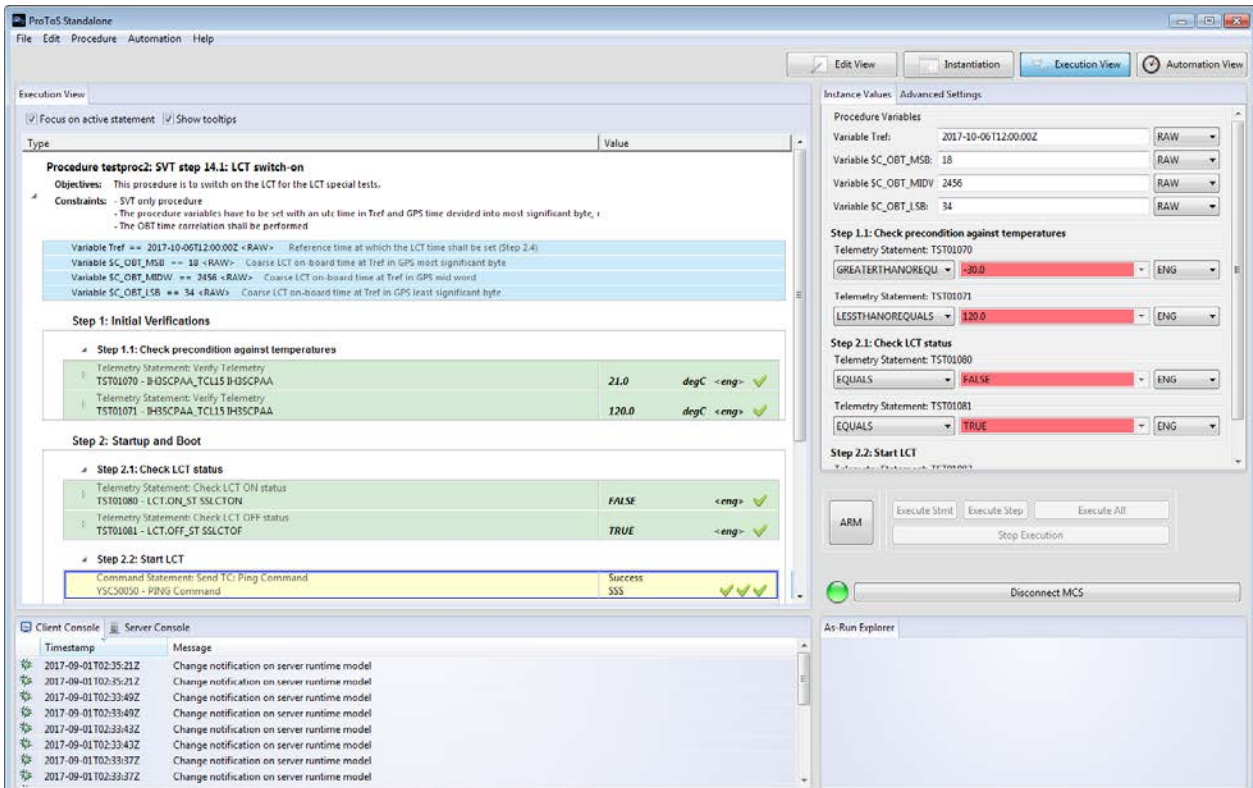 ProToS Standalone
File Edit Procedure Automation Help
Edit View Instantiation Execution View Automation View
Execution View
Focus on active statement Show tooltips
Type Value
Procedure testproc2: SVT step 14.1: LCT switch-on
Objectives: This procedure is to switch on the LCT for the LCT special tests.
Constraints: - SVT only procedure
- The procedure variables have to be set with an utc time in Tref and GPS time devided into most significant byte,
- The OBT time correlation shall be performed
Variable Tref == 2017-10-06T12:00:00Z <RAW> Reference time at which the LCT time shall be set (Step 2.4)
Variable SC_OBT_MSB == 18 <RAW> Coarse LCT on-board time at Tref in GPS most significant byte
Variable SC_OBT_MIDW == 2456 <RAW> Coarse LCT on-board time at Tref in GPS mid word
Variable SC_OBT_LSB == 34 <RAW> Coarse LCT on-board time at Tref in GPS least significant byte
Step 1: Initial Verifications
Step 1.1: Check precondition against temperatures
Telemetry Statement: Verify Telemetry
TST01070 - IH3SCPAA_TCL15 IH3SCPAA 21.0 degC <eng>
Telemetry Statement: Verify Telemetry
TST01071 - IH3SCPAA_TCL15 IH3SCPAA 120.0 degC <eng>
Step 2: Startup and Boot
Step 2.1: Check LCT status
Telemetry Statement: Check LCT ON status
TST01080 - LCT.ON_ST SSLCTON FALSE <eng>
Telemetry Statement: Check LCT OFF status
TST01081 - LCT.OFF_ST SSLCTOF TRUE <eng>
Step 2.2: Start LCT
Command Statement: Send TC: Ping Command Success
YSC50050 - PING Command SSS
Instance Values Advanced Settings
Procedure Variables
Variable Tref: 2017-10-06T12:00:00Z RAW
Variable SC_OBT_MSB: 18 RAW
Variable SC_OBT_MIDV 2456 RAW
Variable SC_OBT_LSB: 34 RAW
Step 1.1: Check precondition against temperatures
Telemetry Statement: TST01070
GREATERTHANOREQU -30.0 ENG
Telemetry Statement: TST01071
LESSTHANOREQUALS 120.0 ENG
Step 2.1: Check LCT status
Telemetry Statement: TST01080
EQUALS FALSE ENG
Telemetry Statement: TST01081
EQUALS TRUE ENG
Step 2.2: Start LCT
ARM Execute Stmt Execute Step Execute All
Stop Execution
Disconnect MCS
Client Console Server Console
Timestamp Message
2017-09-01T02:35:21Z Change notification on server runtime model
2017-09-01T02:35:21Z Change notification on server runtime model
2017-09-01T02:33:49Z Change notification on server runtime model
2017-09-01T02:33:49Z Change notification on server runtime model
2017-09-01T02:33:43Z Change notification on server runtime model
2017-09-01T02:33:43Z Change notification on server runtime model
2017-09-01T02:33:37Z Change notification on server runtime model
2017-09-01T02:33:37Z Change notification on server runtime model
As-Run Explorer